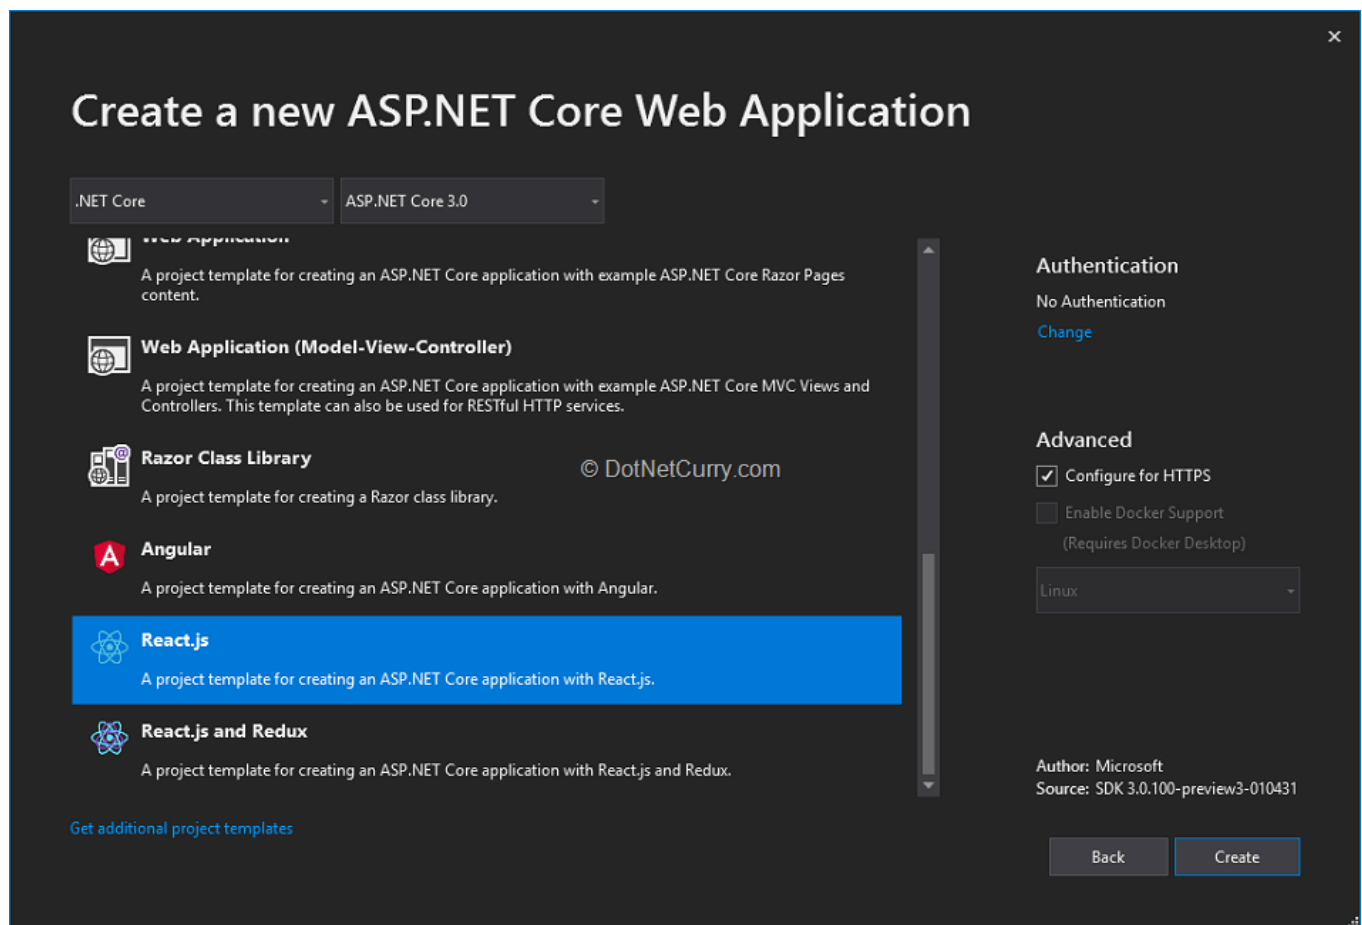 Create a new ASP.NET Core Web Application
.NET Core
ASP.NET Core 3.0
Web Application
A project template for creating an ASP.NET Core application with example ASP.NET Core Razor Pages
content.
Web Application (Model-View-Controller)
A project template for creating an ASP.NET Core application with example ASP.NET Core MVC Views and
Controllers. This template can also be used for RESTful HTTP services.
Razor Class Library
A project template for creating a Razor class library.
© DotNetCurry.com
Angular
A project template for creating an ASP.NET Core application with Angular.
React.js
A project template for creating an ASP.NET Core application with React.js.
React.js and Redux
A project template for creating an ASP.NET Core application with React.js and Redux.
Get additional project templates
Authentication
No Authentication
Change
Advanced
Configure for HTTPS
Enable Docker Support
(Requires Docker Desktop)
Linux
Author: Microsoft
Source: SDK 3.0.100-preview3-010431
Back
Create